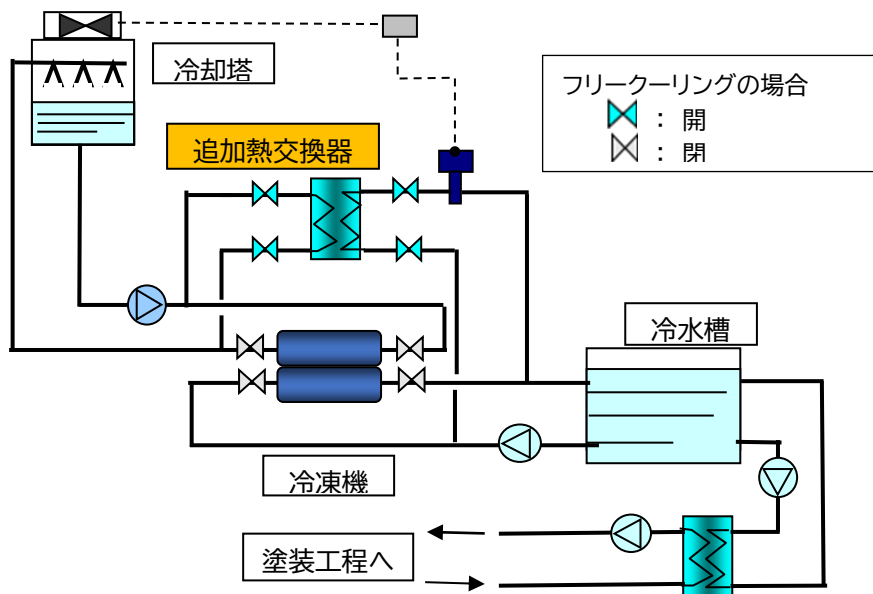 冷却塔
フリークーリングの場合
： 開
： 閉
追加熱交換器
冷水槽
冷凍機
塗装工程へ